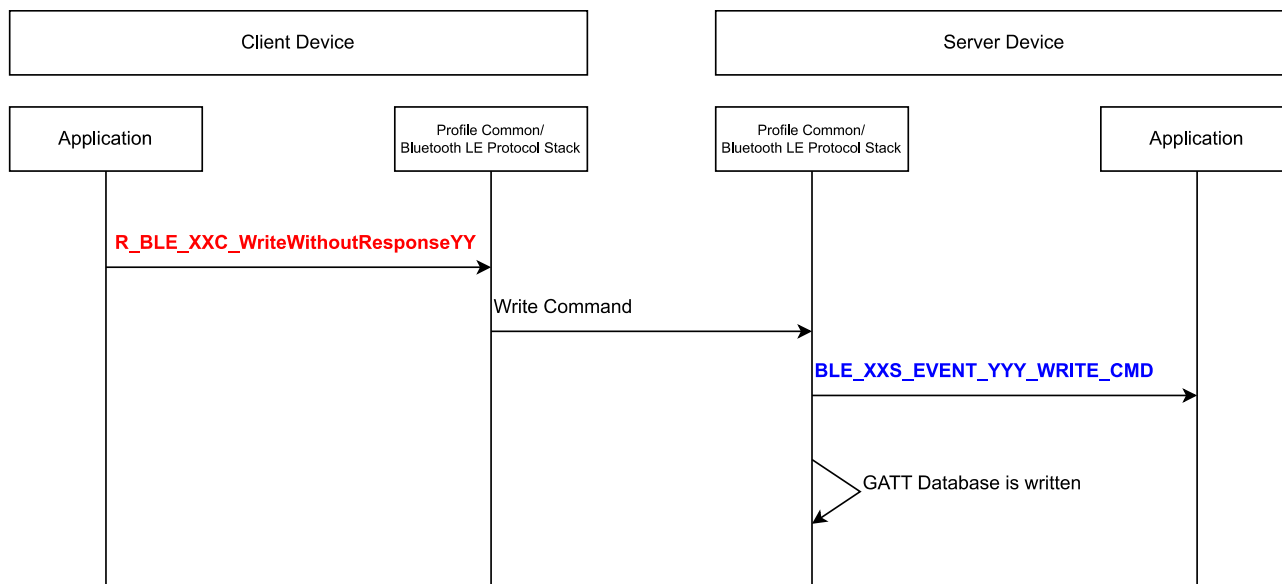 Client Device
Server Device
Application
Profile Common/
Bluetooth LE Protocol Stack
Profile Common/
Bluetooth LE Protocol Stack
Application
R_BLE_XXC_WriteWithoutResponseYY
Write Command
BLE_XXS_EVENT_YYY_WRITE_CMD
GATT Database is written